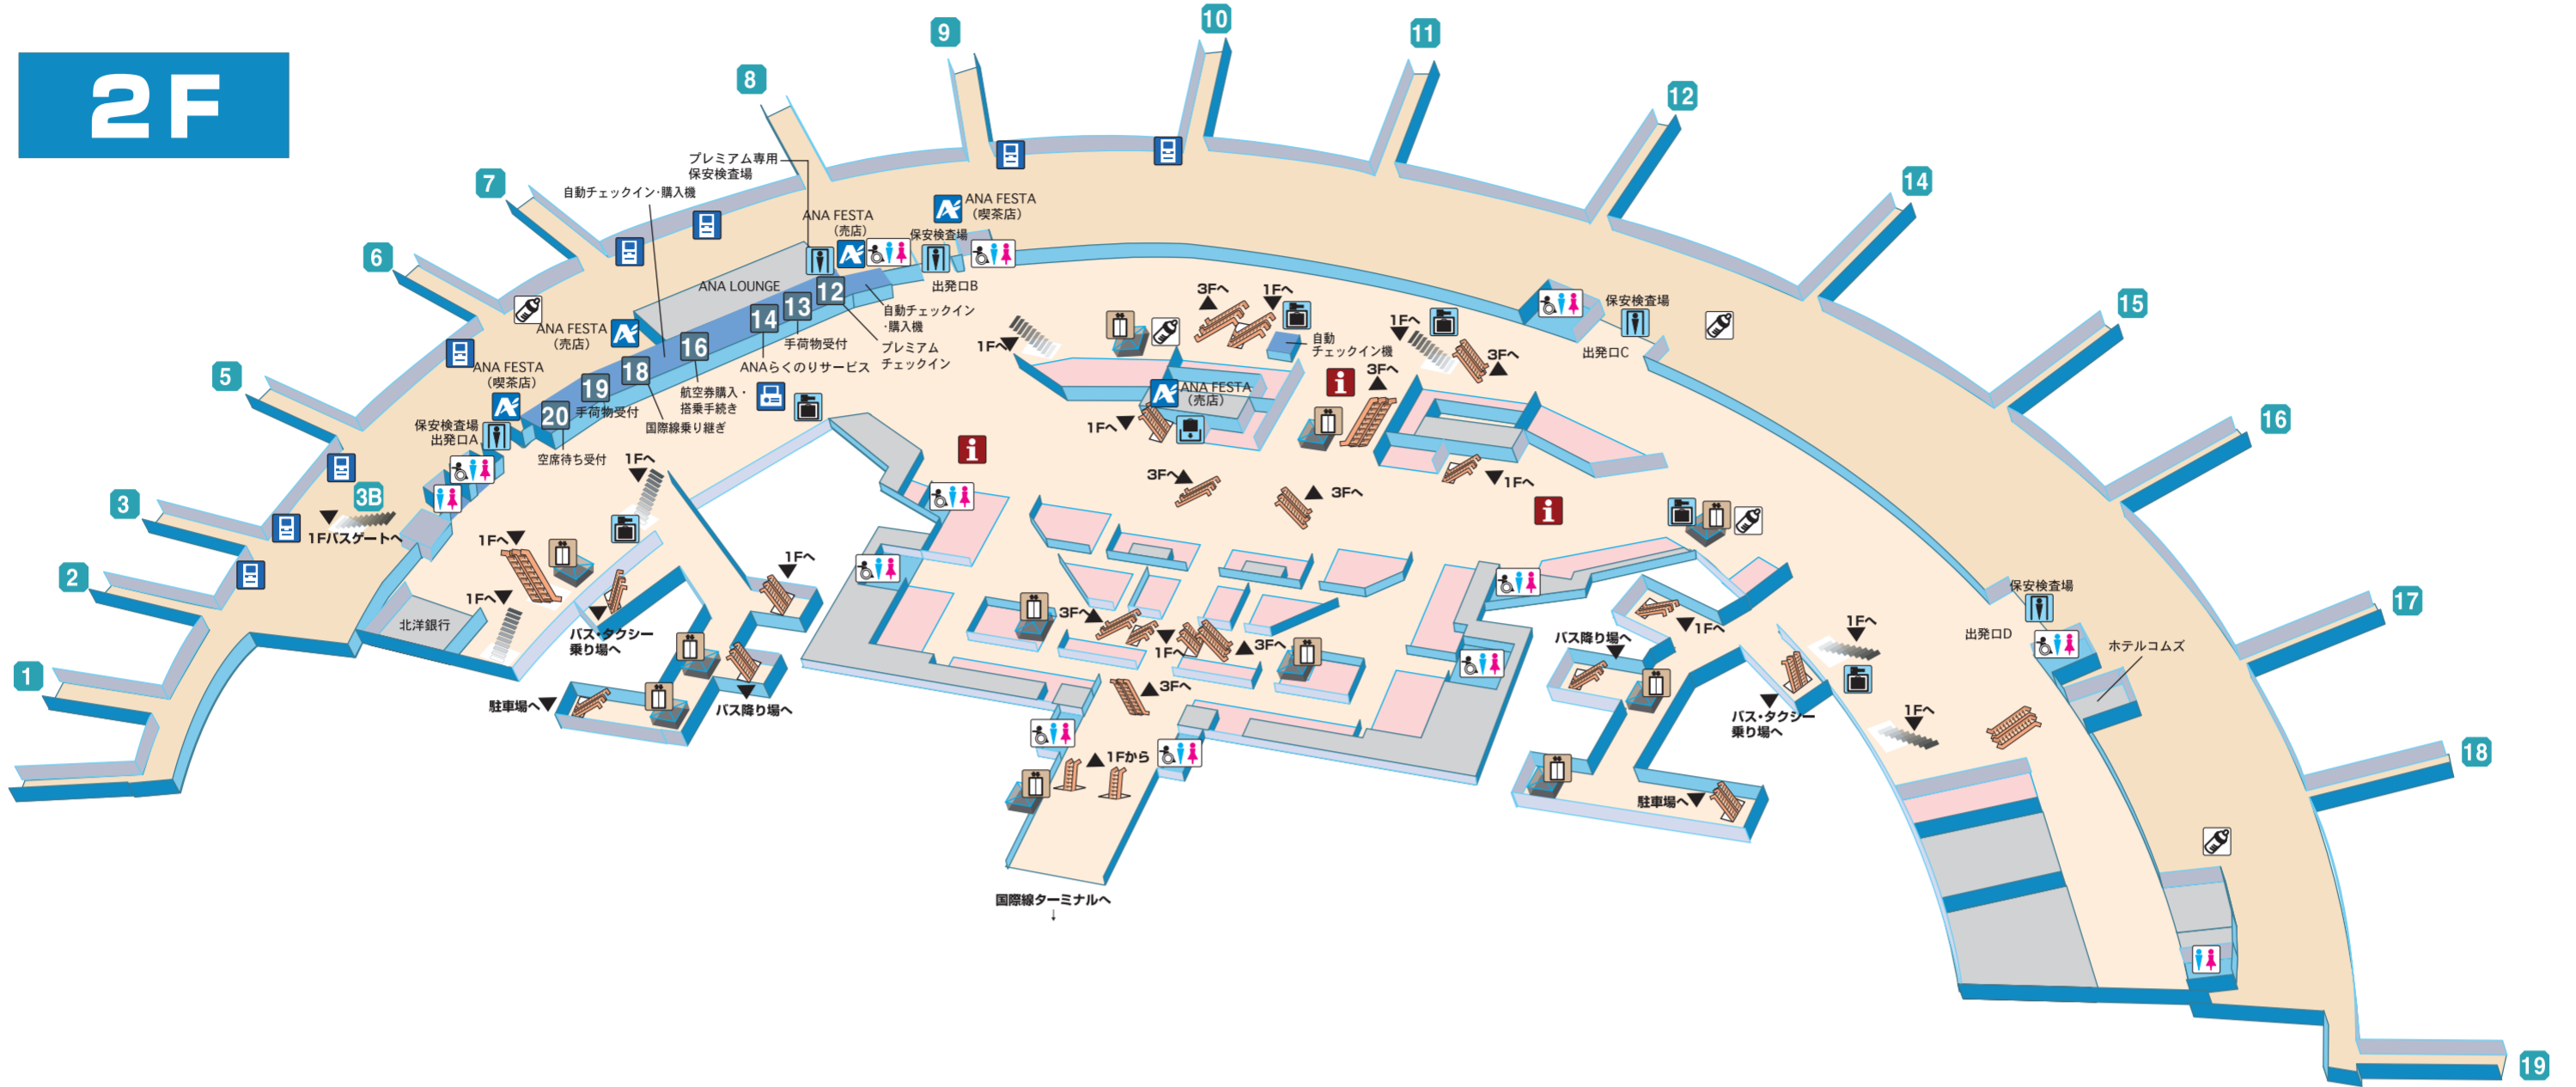 2F
1
2
3
3B
5
6
7
8
9
10
11
12
14
15
16
17
18
19
プレミアム専用
保安検査場
自動チェックイン・購入機
ANA FESTA
（売店）
ANA FESTA
（喫茶店）
保安検査場
出発口B
ANA LOUNGE
12
13
14
16
18
19
20
自動チェックイン
・購入機
プレミアム
チェックイン
手荷物受付
ANAらくのりサービス
航空券購入・
搭乗手続き
国際線乗り継ぎ
手荷物受付
空席待ち受付
ANA FESTA
（売店）
ANA FESTA
（喫茶店）
保安検査場
出発口A
1Fバスゲートへ
1Fへ
1Fへ
1Fへ
北洋銀行
バス・タクシー
乗り場へ
駐車場へ
バス降り場へ
1Fへ
1Fへ
3Fへ
1Fへ
自動
チェックイン機
ANA FESTA
（売店）
1Fへ
i
3Fへ
1Fへ
3Fへ
1Fへ
i
3Fへ
3Fへ
i
保安検査場
出発口C
3Fへ
1Fへ
3Fへ
3Fへ
1Fから
国際線ターミナルへ
↓
1Fへ
バス降り場へ
駐車場へ
バス・タクシー
乗り場へ
1Fへ
1Fへ
保安検査場
出発口D
ホテルコムズ